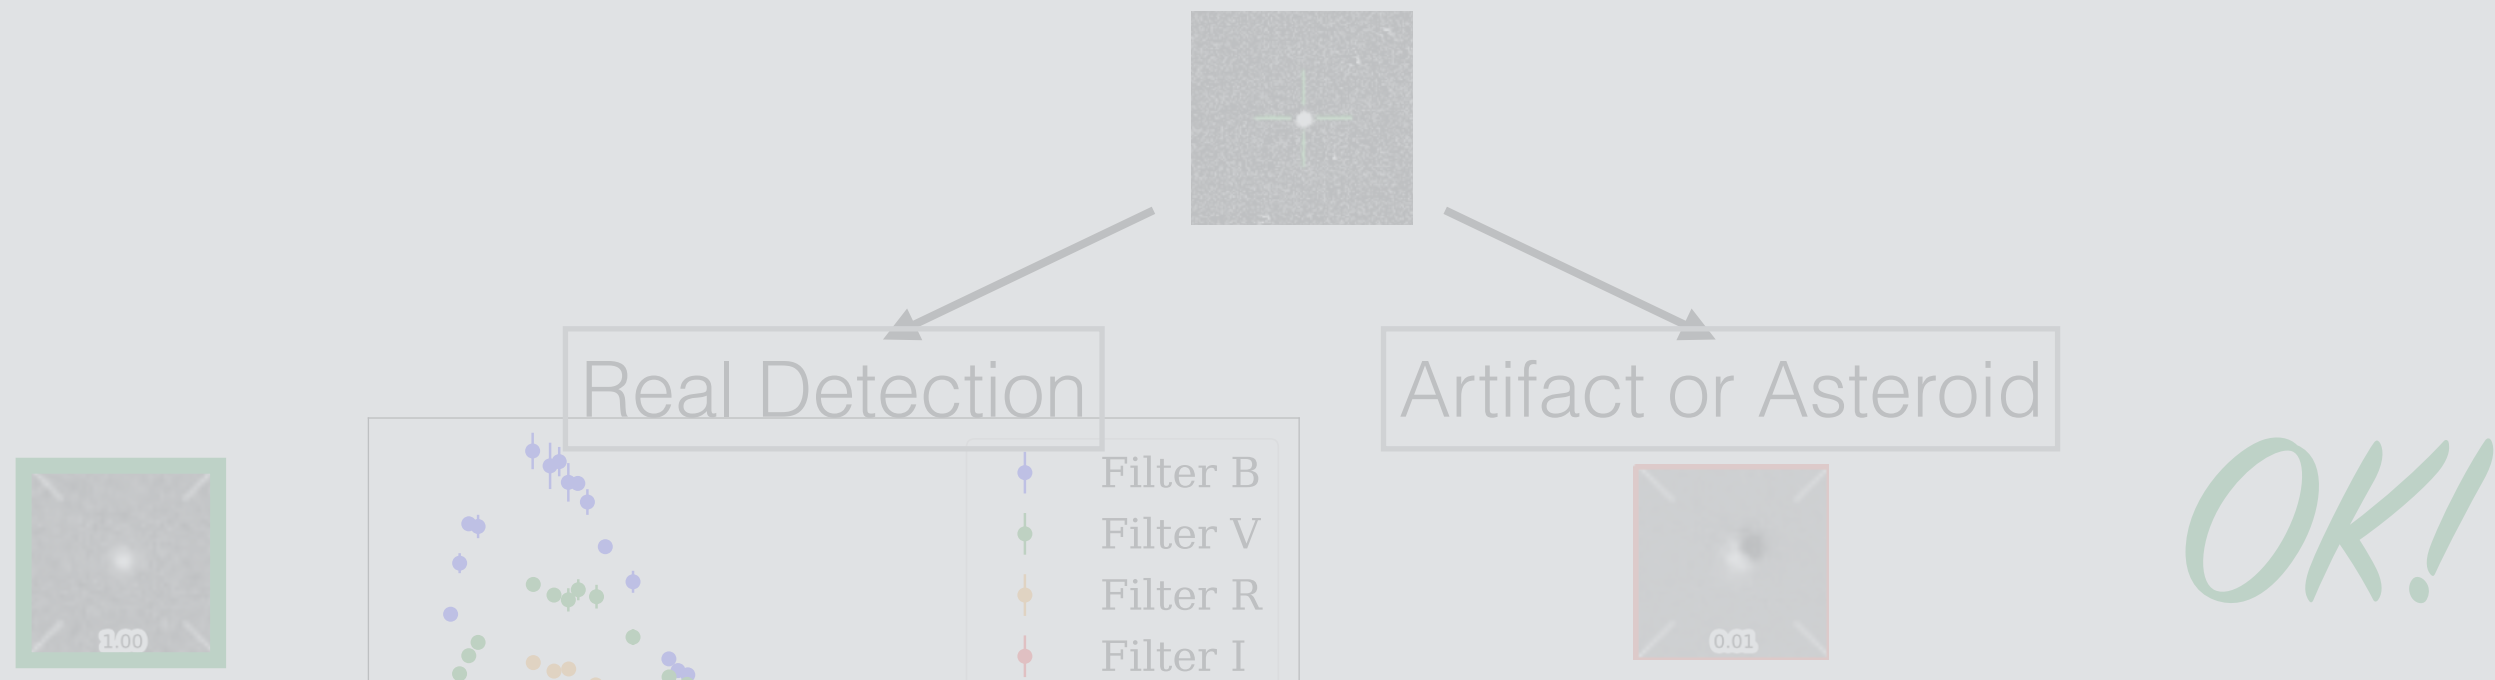 Real Detection
Artifact or Asteroid
Filter B
Filter V
Filter R
Filter I
1.00
0.01
OK!